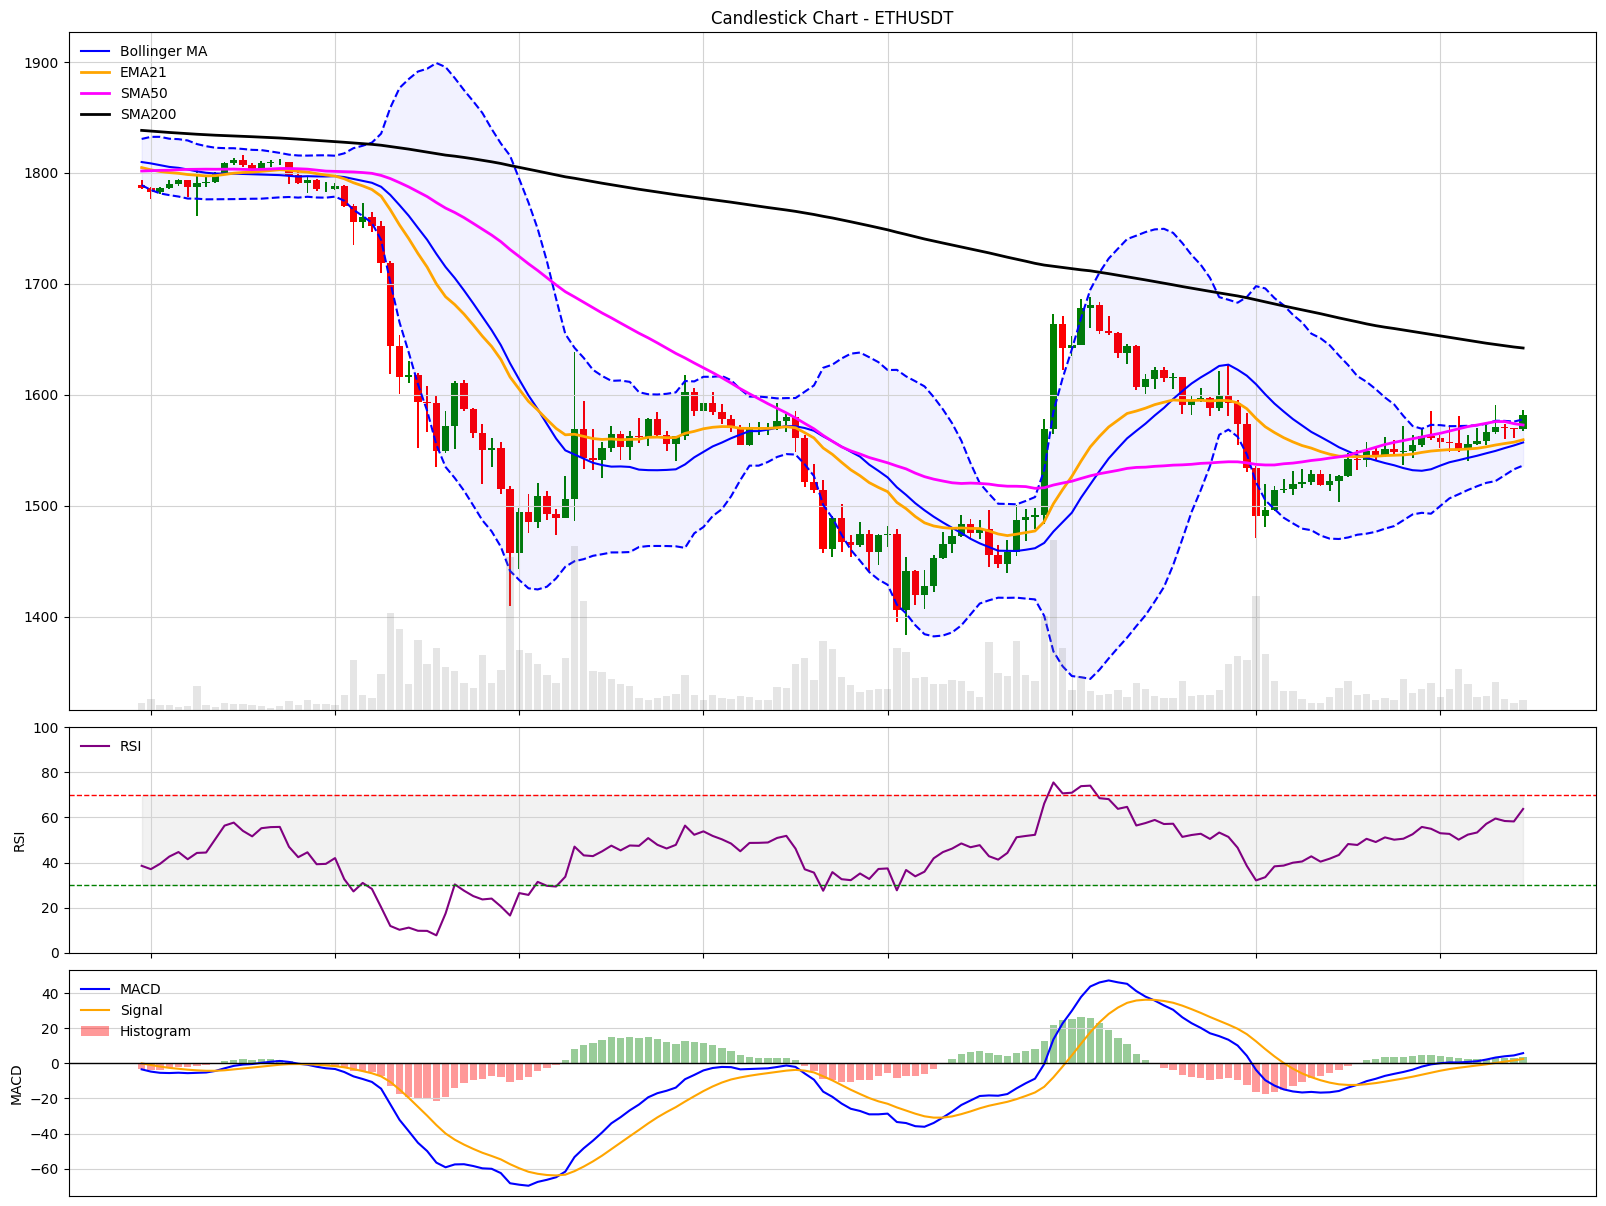 Candlestick Chart - ETHUSDT
Bollinger MA
EMA21
SMA50
SMA200
1900
1800
1700
1600
1500
1400
RSI
100
80
60
40
20
0
RSI
MACD
Signal
Histogram
40
20
0
−20
−40
−60
MACD